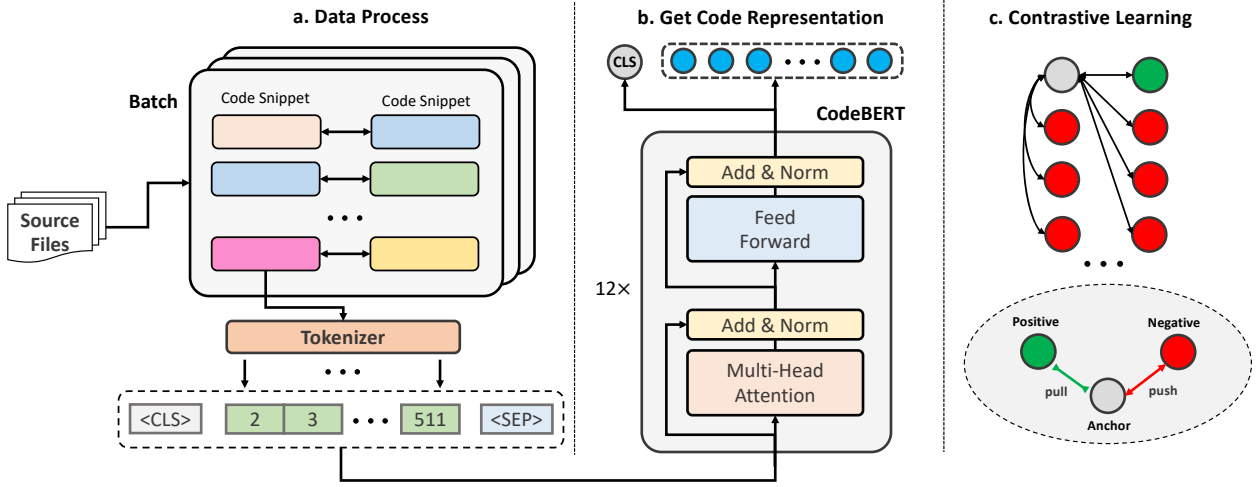 a. Data Process
Batch
Code Snippet
Code Snippet
Source
Files
Tokenizer
<CLS>
2
3
511
<SEP>
b. Get Code Representation
CLS
CodeBERT
Add & Norm
Feed
Forward
12×
Add & Norm
Multi-Head
Attention
c. Contrastive Learning
Positive
Negative
pull
push
Anchor